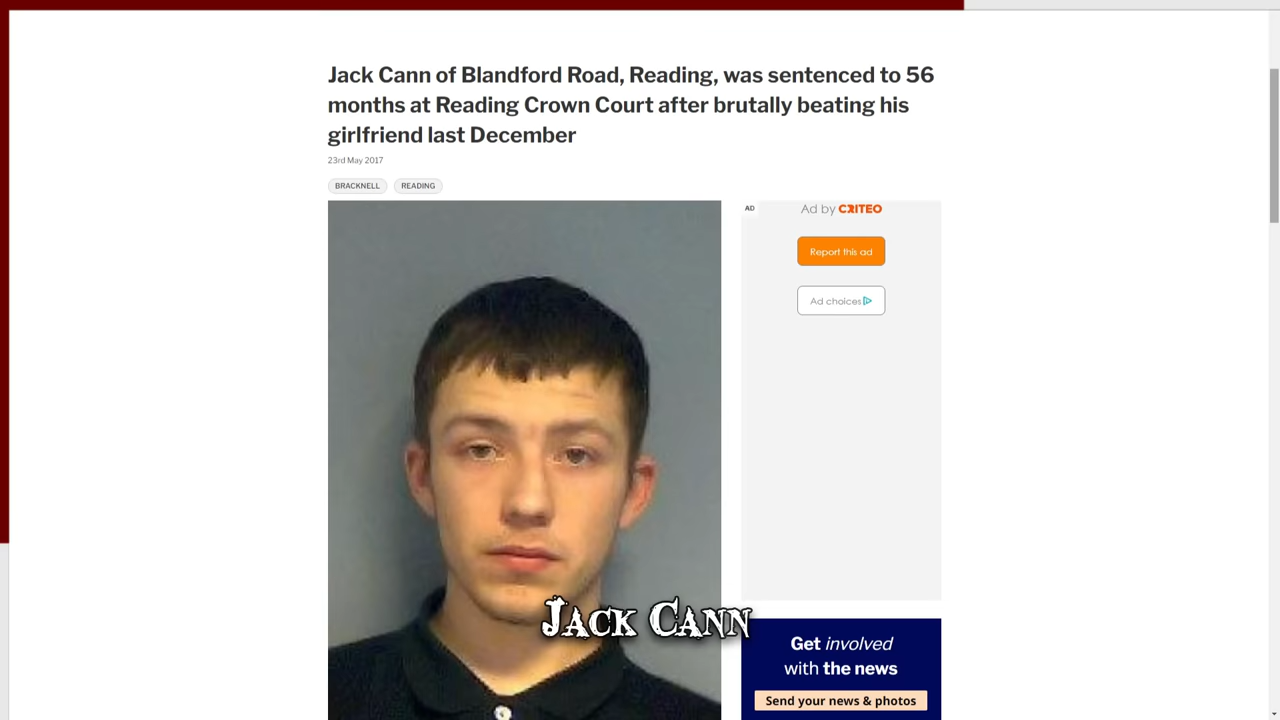 Jack Cann of Blandford Road, Reading, was sentenced to 56
months at Reading Crown Court after brutally beating his
girlfriend last December
23rd May 2017
BRACKNELL READING
AD
Ad by CRITEO
Report this ad
Ad choices
JACK CANN
Get involved
with the news
Send your news & photos